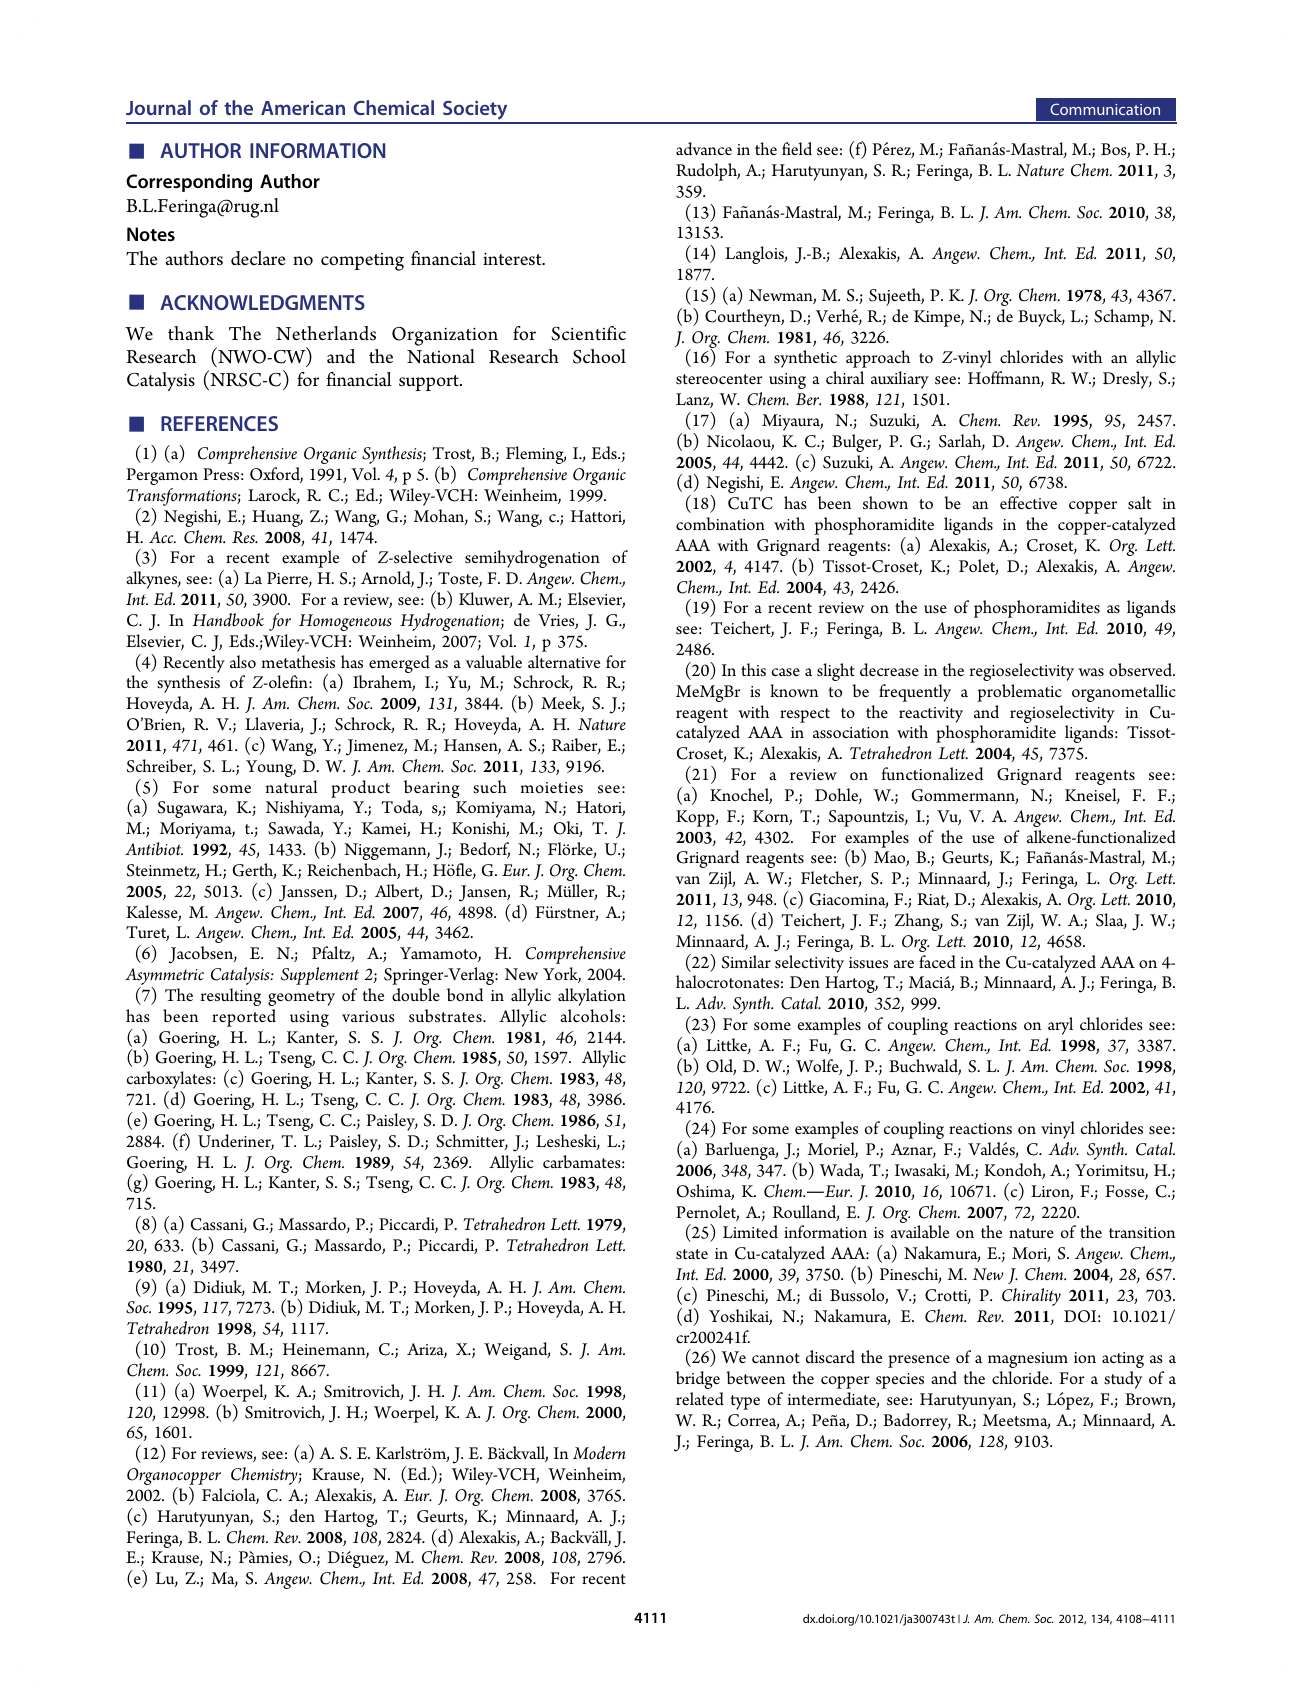 Journal of the American Chemical Society
Communication
■ AUTHOR INFORMATION
Corresponding Author
B.L.Feringa@rug.nl
Notes
The authors declare no competing financial interest.
■ ACKNOWLEDGMENTS
We thank The Netherlands Organization for Scientific
Research (NWO-CW) and the National Research School
Catalysis (NRSC-C) for financial support.
■ REFERENCES
(1) (a) Comprehensive Organic Synthesis; Trost, B.; Fleming, I., Eds.;
Pergamon Press: Oxford, 1991, Vol. 4, p 5. (b) Comprehensive Organic
Transformations; Larock, R. C.; Ed.; Wiley-VCH: Weinheim, 1999.
(2) Negishi, E.; Huang, Z.; Wang, G.; Mohan, S.; Wang, c.; Hattori,
H. Acc. Chem. Res. 2008, 41, 1474.
(3) For a recent example of Z-selective semihydrogenation of
alkynes, see: (a) La Pierre, H. S.; Arnold, J.; Toste, F. D. Angew. Chem.,
Int. Ed. 2011, 50, 3900. For a review, see: (b) Kluwer, A. M.; Elsevier,
C. J. In Handbook for Homogeneous Hydrogenation; de Vries, J. G.,
Elsevier, C. J, Eds.;Wiley-VCH: Weinheim, 2007; Vol. 1, p 375.
(4) Recently also metathesis has emerged as a valuable alternative for
the synthesis of Z-olefin: (a) Ibrahem, I.; Yu, M.; Schrock, R. R.;
Hoveyda, A. H. J. Am. Chem. Soc. 2009, 131, 3844. (b) Meek, S. J.;
O'Brien, R. V.; Llaveria, J.; Schrock, R. R.; Hoveyda, A. H. Nature
2011, 471, 461. (c) Wang, Y.; Jimenez, M.; Hansen, A. S.; Raiber, E.;
Schreiber, S. L.; Young, D. W. J. Am. Chem. Soc. 2011, 133, 9196.
(5) For some natural product bearing such moieties see:
(a) Sugawara, K.; Nishiyama, Y.; Toda, s,; Komiyama, N.; Hatori,
M.; Moriyama, t.; Sawada, Y.; Kamei, H.; Konishi, M.; Oki, T. J.
Antibiot. 1992, 45, 1433. (b) Niggemann, J.; Bedorf, N.; Flörke, U.;
Steinmetz, H.; Gerth, K.; Reichenbach, H.; Höfle, G. Eur. J. Org. Chem.
2005, 22, 5013. (c) Janssen, D.; Albert, D.; Jansen, R.; Müller, R.;
Kalesse, M. Angew. Chem., Int. Ed. 2007, 46, 4898. (d) Fürstner, A.;
Turet, L. Angew. Chem., Int. Ed. 2005, 44, 3462.
(6) Jacobsen, E. N.; Pfaltz, A.; Yamamoto, H. Comprehensive
Asymmetric Catalysis: Supplement 2; Springer-Verlag: New York, 2004.
(7) The resulting geometry of the double bond in allylic alkylation
has been reported using various substrates. Allylic alcohols:
(a) Goering, H. L.; Kanter, S. S. J. Org. Chem. 1981, 46, 2144.
(b) Goering, H. L.; Tseng, C. C. J. Org. Chem. 1985, 50, 1597. Allylic
carboxylates: (c) Goering, H. L.; Kanter, S. S. J. Org. Chem. 1983, 48,
721. (d) Goering, H. L.; Tseng, C. C. J. Org. Chem. 1983, 48, 3986.
(e) Goering, H. L.; Tseng, C. C.; Paisley, S. D. J. Org. Chem. 1986, 51,
2884. (f) Underiner, T. L.; Paisley, S. D.; Schmitter, J.; Lesheski, L.;
Goering, H. L. J. Org. Chem. 1989, 54, 2369. Allylic carbamates:
(g) Goering, H. L.; Kanter, S. S.; Tseng, C. C. J. Org. Chem. 1983, 48,
715.
(8) (a) Cassani, G.; Massardo, P.; Piccardi, P. Tetrahedron Lett. 1979,
20, 633. (b) Cassani, G.; Massardo, P.; Piccardi, P. Tetrahedron Lett.
1980, 21, 3497.
(9) (a) Didiuk, M. T.; Morken, J. P.; Hoveyda, A. H. J. Am. Chem.
Soc. 1995, 117, 7273. (b) Didiuk, M. T.; Morken, J. P.; Hoveyda, A. H.
Tetrahedron 1998, 54, 1117.
(10) Trost, B. M.; Heinemann, C.; Ariza, X.; Weigand, S. J. Am.
Chem. Soc. 1999, 121, 8667.
(11) (a) Woerpel, K. A.; Smitrovich, J. H. J. Am. Chem. Soc. 1998,
120, 12998. (b) Smitrovich, J. H.; Woerpel, K. A. J. Org. Chem. 2000,
65, 1601.
(12) For reviews, see: (a) A. S. E. Karlström, J. E. Bäckvall, In Modern
Organocopper Chemistry; Krause, N. (Ed.); Wiley-VCH, Weinheim,
2002. (b) Falciola, C. A.; Alexakis, A. Eur. J. Org. Chem. 2008, 3765.
(c) Harutyunyan, S.; den Hartog, T.; Geurts, K.; Minnaard, A. J.;
Feringa, B. L. Chem. Rev. 2008, 108, 2824. (d) Alexakis, A.; Backväll, J.
E.; Krause, N.; Pàmies, O.; Diéguez, M. Chem. Rev. 2008, 108, 2796.
(e) Lu, Z.; Ma, S. Angew. Chem., Int. Ed. 2008, 47, 258. For recent
advance in the field see: (f) Pérez, M.; Fañanás-Mastral, M.; Bos, P. H.;
Rudolph, A.; Harutyunyan, S. R.; Feringa, B. L. Nature Chem. 2011, 3,
359.
(13) Fañanás-Mastral, M.; Feringa, B. L. J. Am. Chem. Soc. 2010, 38,
13153.
(14) Langlois, J.-B.; Alexakis, A. Angew. Chem., Int. Ed. 2011, 50,
1877.
(15) (a) Newman, M. S.; Sujeeth, P. K. J. Org. Chem. 1978, 43, 4367.
(b) Courtheyn, D.; Verhé, R.; de Kimpe, N.; de Buyck, L.; Schamp, N.
J. Org. Chem. 1981, 46, 3226.
(16) For a synthetic approach to Z-vinyl chlorides with an allylic
stereocenter using a chiral auxiliary see: Hoffmann, R. W.; Dresly, S.;
Lanz, W. Chem. Ber. 1988, 121, 1501.
(17) (a) Miyaura, N.; Suzuki, A. Chem. Rev. 1995, 95, 2457.
(b) Nicolaou, K. C.; Bulger, P. G.; Sarlah, D. Angew. Chem., Int. Ed.
2005, 44, 4442. (c) Suzuki, A. Angew. Chem., Int. Ed. 2011, 50, 6722.
(d) Negishi, E. Angew. Chem., Int. Ed. 2011, 50, 6738.
(18) CuTC has been shown to be an effective copper salt in
combination with phosphoramidite ligands in the copper-catalyzed
AAA with Grignard reagents: (a) Alexakis, A.; Croset, K. Org. Lett.
2002, 4, 4147. (b) Tissot-Croset, K.; Polet, D.; Alexakis, A. Angew.
Chem., Int. Ed. 2004, 43, 2426.
(19) For a recent review on the use of phosphoramidites as ligands
see: Teichert, J. F.; Feringa, B. L. Angew. Chem., Int. Ed. 2010, 49,
2486.
(20) In this case a slight decrease in the regioselectivity was observed.
MeMgBr is known to be frequently a problematic organometallic
reagent with respect to the reactivity and regioselectivity in Cu-
catalyzed AAA in association with phosphoramidite ligands: Tissot-
Croset, K.; Alexakis, A. Tetrahedron Lett. 2004, 45, 7375.
(21) For a review on functionalized Grignard reagents see:
(a) Knochel, P.; Dohle, W.; Gommermann, N.; Kneisel, F. F.;
Kopp, F.; Korn, T.; Sapountzis, I.; Vu, V. A. Angew. Chem., Int. Ed.
2003, 42, 4302. For examples of the use of alkene-functionalized
Grignard reagents see: (b) Mao, B.; Geurts, K.; Fañanás-Mastral, M.;
van Zijl, A. W.; Fletcher, S. P.; Minnaard, J.; Feringa, L. Org. Lett.
2011, 13, 948. (c) Giacomina, F.; Riat, D.; Alexakis, A. Org. Lett. 2010,
12, 1156. (d) Teichert, J. F.; Zhang, S.; van Zijl, W. A.; Slaa, J. W.;
Minnaard, A. J.; Feringa, B. L. Org. Lett. 2010, 12, 4658.
(22) Similar selectivity issues are faced in the Cu-catalyzed AAA on 4-
halocrotonates: Den Hartog, T.; Maciá, B.; Minnaard, A. J.; Feringa, B.
L. Adv. Synth. Catal. 2010, 352, 999.
(23) For some examples of coupling reactions on aryl chlorides see:
(a) Littke, A. F.; Fu, G. C. Angew. Chem., Int. Ed. 1998, 37, 3387.
(b) Old, D. W.; Wolfe, J. P.; Buchwald, S. L. J. Am. Chem. Soc. 1998,
120, 9722. (c) Littke, A. F.; Fu, G. C. Angew. Chem., Int. Ed. 2002, 41,
4176.
(24) For some examples of coupling reactions on vinyl chlorides see:
(a) Barluenga, J.; Moriel, P.; Aznar, F.; Valdés, C. Adv. Synth. Catal.
2006, 348, 347. (b) Wada, T.; Iwasaki, M.; Kondoh, A.; Yorimitsu, H.;
Oshima, K. Chem.—Eur. J. 2010, 16, 10671. (c) Liron, F.; Fosse, C.;
Pernolet, A.; Roulland, E. J. Org. Chem. 2007, 72, 2220.
(25) Limited information is available on the nature of the transition
state in Cu-catalyzed AAA: (a) Nakamura, E.; Mori, S. Angew. Chem.,
Int. Ed. 2000, 39, 3750. (b) Pineschi, M. New J. Chem. 2004, 28, 657.
(c) Pineschi, M.; di Bussolo, V.; Crotti, P. Chirality 2011, 23, 703.
(d) Yoshikai, N.; Nakamura, E. Chem. Rev. 2011, DOI: 10.1021/
cr200241f.
(26) We cannot discard the presence of a magnesium ion acting as a
bridge between the copper species and the chloride. For a study of a
related type of intermediate, see: Harutyunyan, S.; López, F.; Brown,
W. R.; Correa, A.; Peña, D.; Badorrey, R.; Meetsma, A.; Minnaard, A.
J.; Feringa, B. L. J. Am. Chem. Soc. 2006, 128, 9103.
4111
dx.doi.org/10.1021/ja300743t | J. Am. Chem. Soc. 2012, 134, 4108−4111